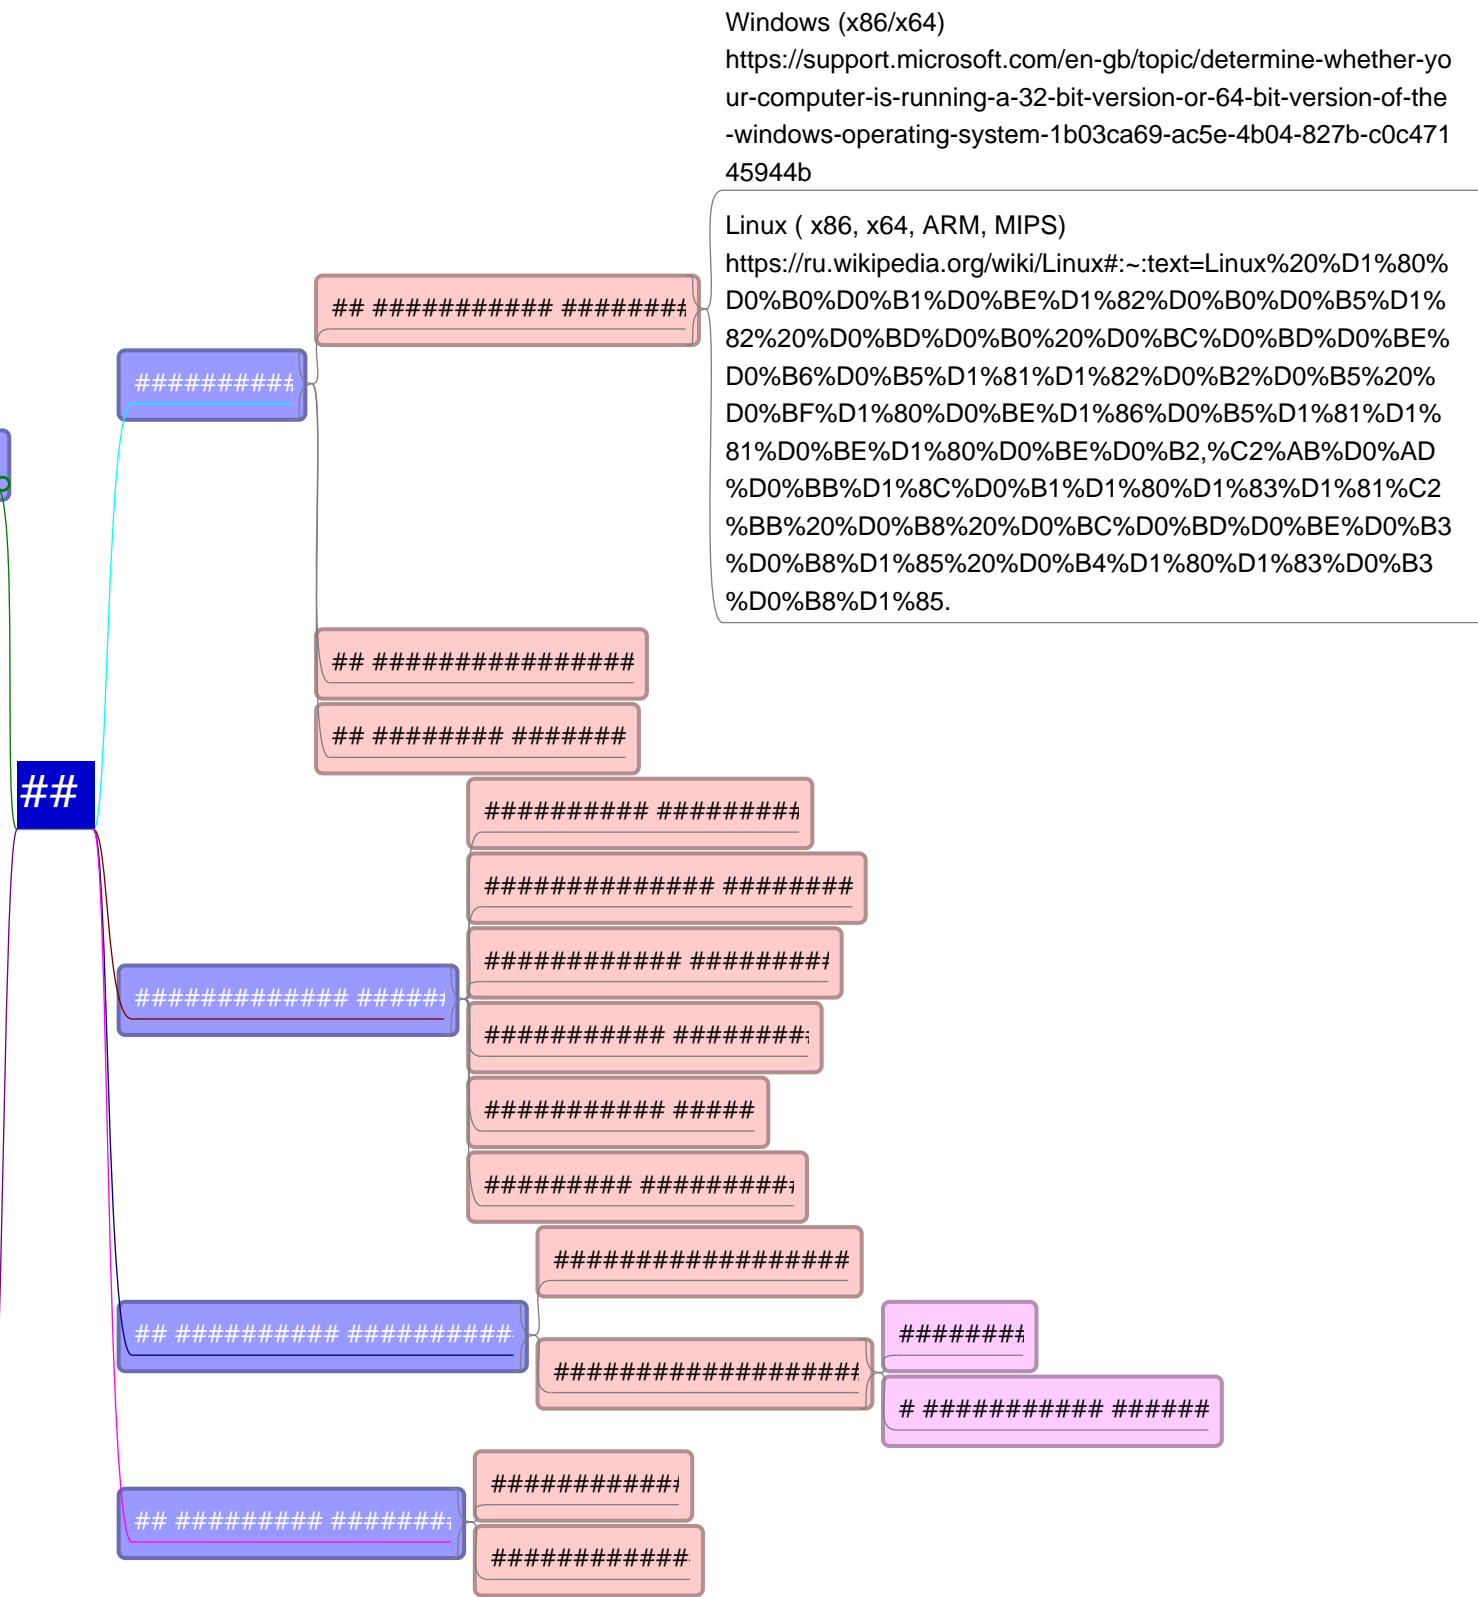 Windows (x86/x64)
https://support.microsoft.com/en-gb/topic/determine-whether-yo
ur-computer-is-running-a-32-bit-version-or-64-bit-version-of-the
-windows-operating-system-1b03ca69-ac5e-4b04-827b-c0c471
45944b
Linux ( x86, x64, ARM, MIPS)
https://ru.wikipedia.org/wiki/Linux#:~:text=Linux%20%D1%80%
D0%B0%D0%B1%D0%BE%D1%82%D0%B0%D0%B5%D1%
82%20%D0%BD%D0%B0%20%D0%BC%D0%BD%D0%BE%
D0%B6%D0%B5%D1%81%D1%82%D0%B2%D0%B5%20%
D0%BF%D1%80%D0%BE%D1%86%D0%B5%D1%81%D1%
81%D0%BE%D1%80%D0%BE%D0%B2,%C2%AB%D0%AD
%D0%BB%D1%8C%D0%B1%D1%80%D1%83%D1%81%C2
%BB%20%D0%B8%20%D0%BC%D0%BD%D0%BE%D0%B3
%D0%B8%D1%85%20%D0%B4%D1%80%D1%83%D0%B3
%D0%B8%D1%85.
## ########### ########
##########
## ################
## ######## #######
##
########## #########
############## ########
############ #########
############# ######
########### ########
########### #####
######### ##########
##################
## ########## ##########
########
###################
# ########### ######
############
## ######### ########
############